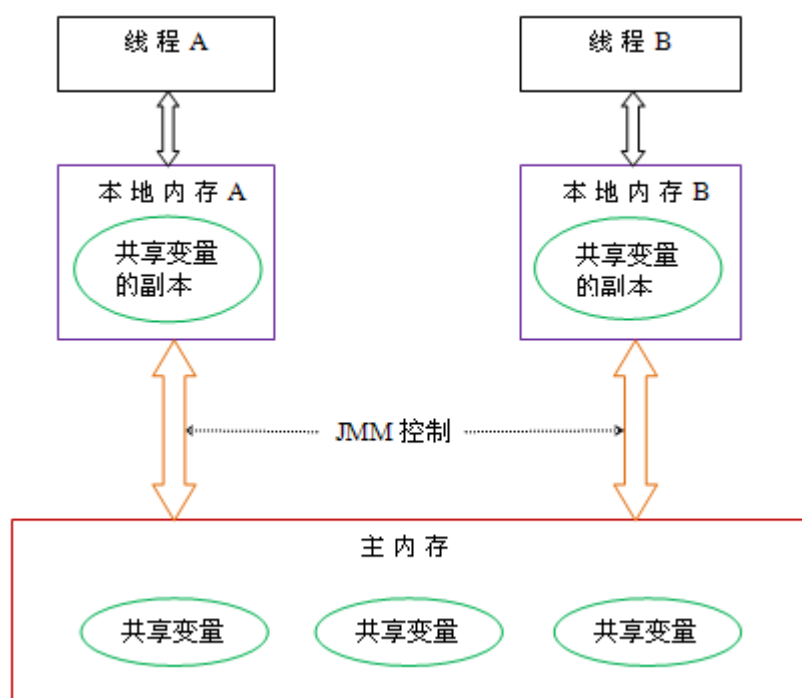 线程 A
线程 B
本地内存 A
本地内存 B
共享变量
的副本
共享变量
的副本
JMM 控制
主内存
共享变量
共享变量
共享变量